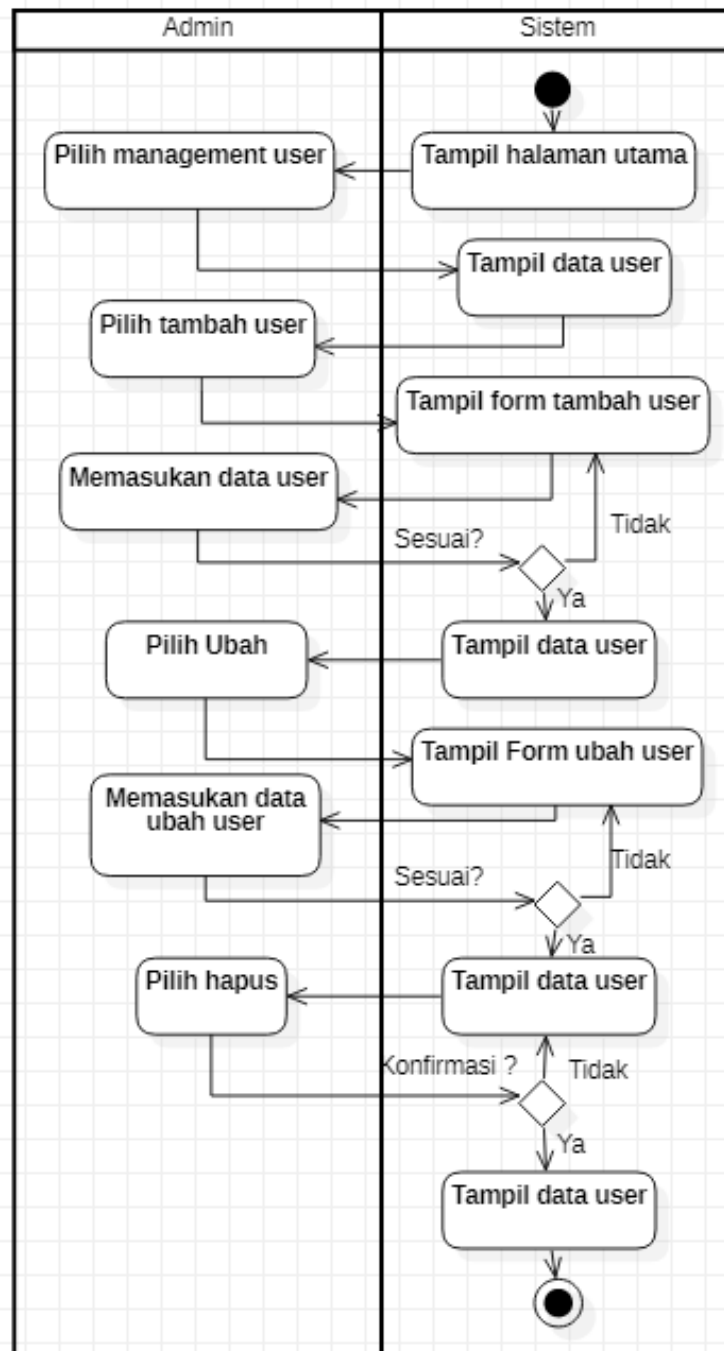 Admin
Sistem
Tampil halaman utama
Pilih management user
Tampil data user
Pilih tambah user
Tampil form tambah user
Memasukan data user
Sesuai?
Tidak
Ya
Tampil data user
Pilih Ubah
Tampil Form ubah user
Memasukan data
ubah user
Sesuai?
Tidak
Ya
Tampil data user
Pilih hapus
Konfirmasi ?
Tidak
Ya
Tampil data user